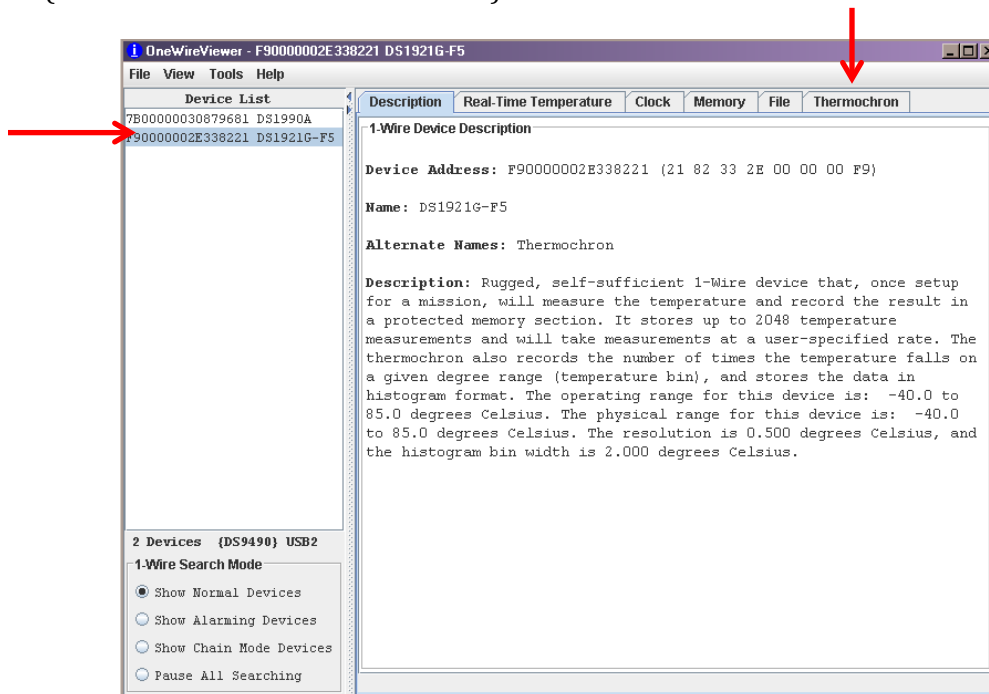 OneWireViewer - F90000002E338221 DS1921G-F5
File View Tools Help
Device List
7B00000030879681 DS1990A
F90000002E338221 DS1921G-F5
2 Devices {DS9490} USB2
1-Wire Search Mode
Show Normal Devices
Show Alarming Devices
Show Chain Mode Devices
Pause All Searching
Description Real-Time Temperature Clock Memory File Thermochron
1-Wire Device Description
Device Address: F90000002E338221 (21 82 33 2E 00 00 00 F9)
Name: DS1921G-F5
Alternate Names: Thermochron
Description: Rugged, self-sufficient 1-Wire device that, once setup
for a mission, will measure the temperature and record the result in
a protected memory section. It stores up to 2048 temperature
measurements and will take measurements at a user-specified rate. The
thermochron also records the number of times the temperature falls on
a given degree range (temperature bin), and stores the data in
histogram format. The operating range for this device is: -40.0 to
85.0 degrees Celsius. The physical range for this device is: -40.0
to 85.0 degrees Celsius. The resolution is 0.500 degrees Celsius, and
the histogram bin width is 2.000 degrees Celsius.